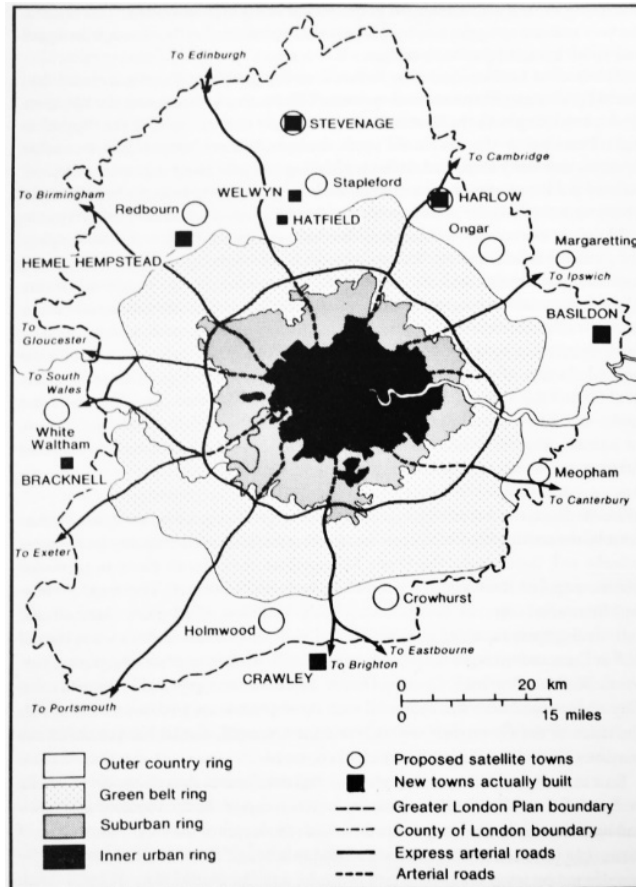 To Edinburgh
STEVENAGE
To Cambridge
To Birmingham
WELWYN
Stapleford
Redbourn
HARLOW
HATFIELD
Ongar
Margaretting
HEMEL HEMPSTEAD
To Ipswich
To
Gloucester
BASILDON
To South
Wales
White
Waltham
BRACKNELL
Meopham
To Canterbury
To Exeter
Crowhurst
Holmwood
To Eastbourne
To Brighton
CRAWLEY
To Portsmouth
0 20 km
0 15 miles
Outer country ring
Green belt ring
Suburban ring
Inner urban ring
Proposed satellite towns
New towns actually built
Greater London Plan boundary
County of London boundary
Express arterial roads
Arterial roads